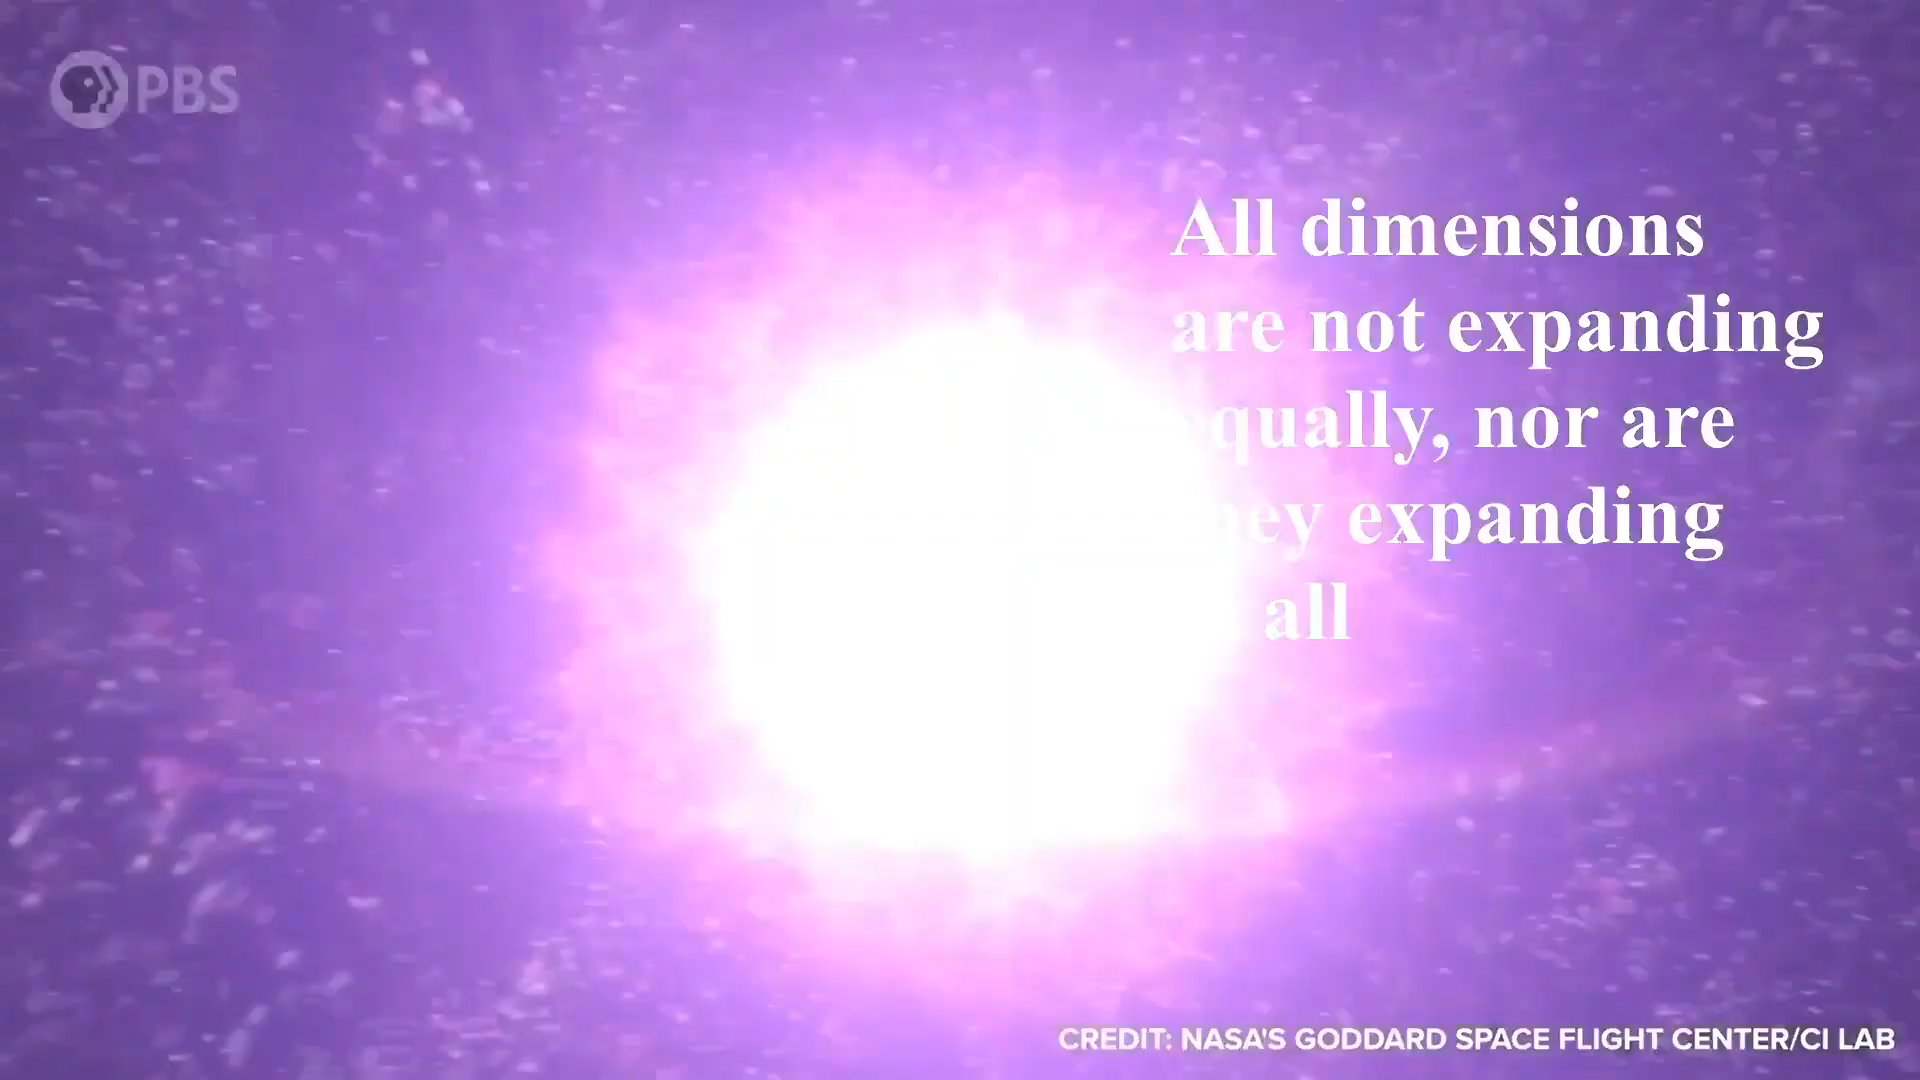 PBS
All dimensions
are not expanding
qually, nor are
ey expanding
all
CREDIT: NASA'S GODDARD SPACE FLIGHT CENTER/CI LAB